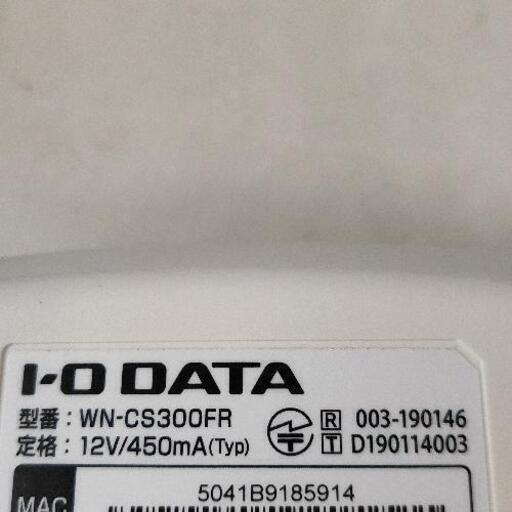 I-O DATA
型番：WN-CS300FR R 003-190146
定格：12V/450mA(Typ) T D190114003
MAC 5041B9185914